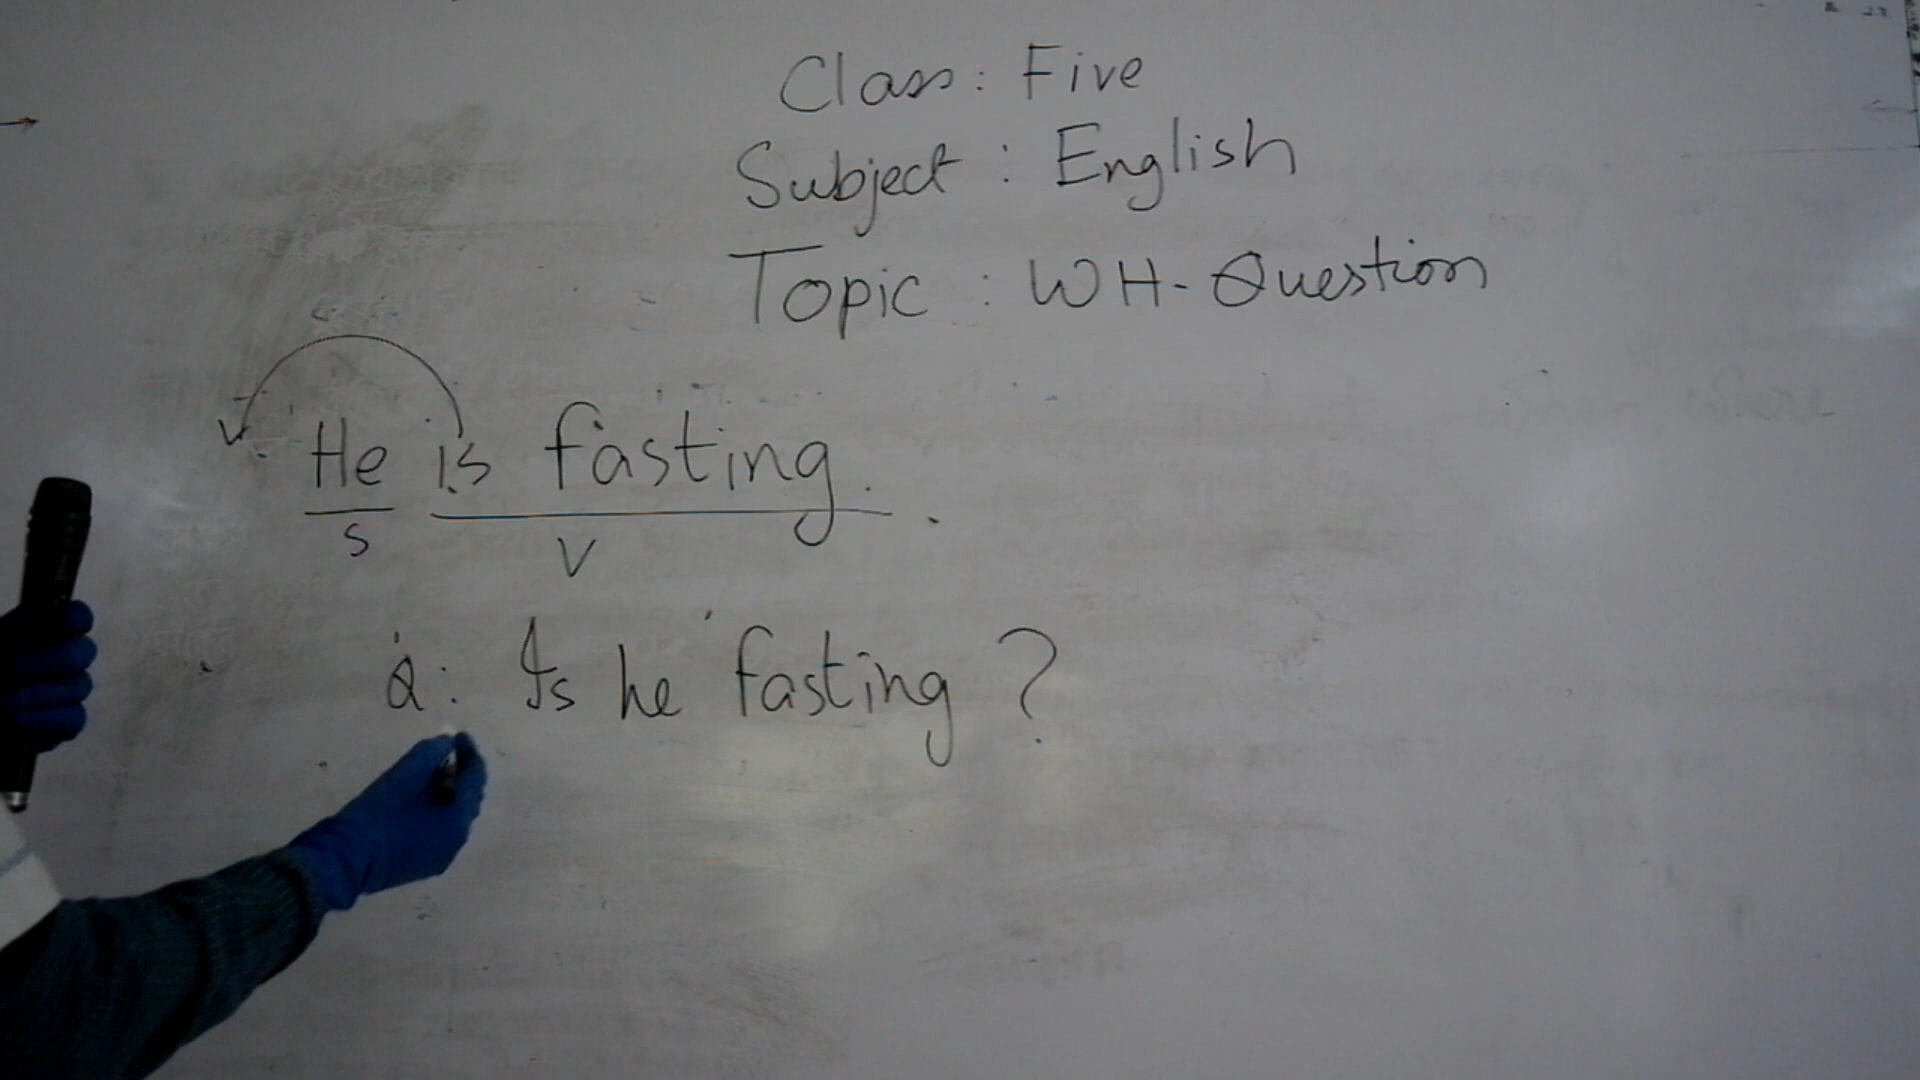 Class: Five
Subject : English
Topic : WH-Question
He is fasting.
S V
Q: Is he fasting ?